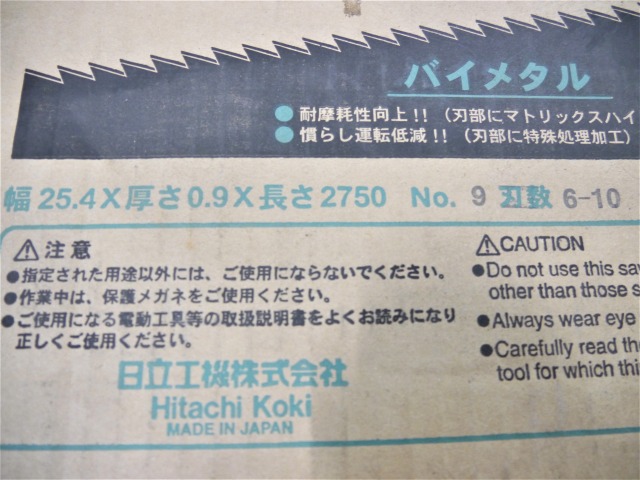 バイメタル
●耐摩耗性向上!!（刃部にマトリックスハイ
●慣らし運転低減!!（刃部に特殊処理加工）
幅25.4×厚さ0.9×長さ2750 No. 9 刃数 6-10
⚠注意
●指定された用途以外には、ご使用にならないでください。
●作業中は、保護メガネをご使用ください。
●ご使用になる電動工具等の取扱説明書をよくお読みになり
正しくご使用ください。
⚠CAUTION
●Do not use this sa
other than those s
●Always wear eye
●Carefully read the
tool for which thi
日立工機株式会社
Hitachi Koki
MADE IN JAPAN